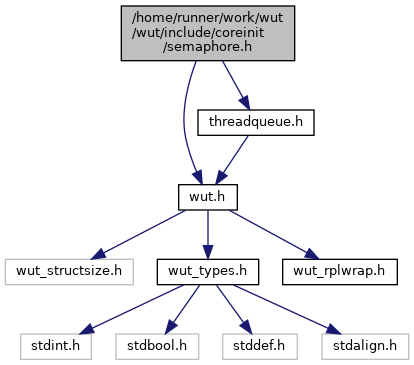 /home/runner/work/wut
/wut/include/coreinit
/semaphore.h
threadqueue.h
wut.h
wut_structsize.h
wut_types.h
wut_rplwrap.h
stdint.h
stdbool.h
stddef.h
stdalign.h